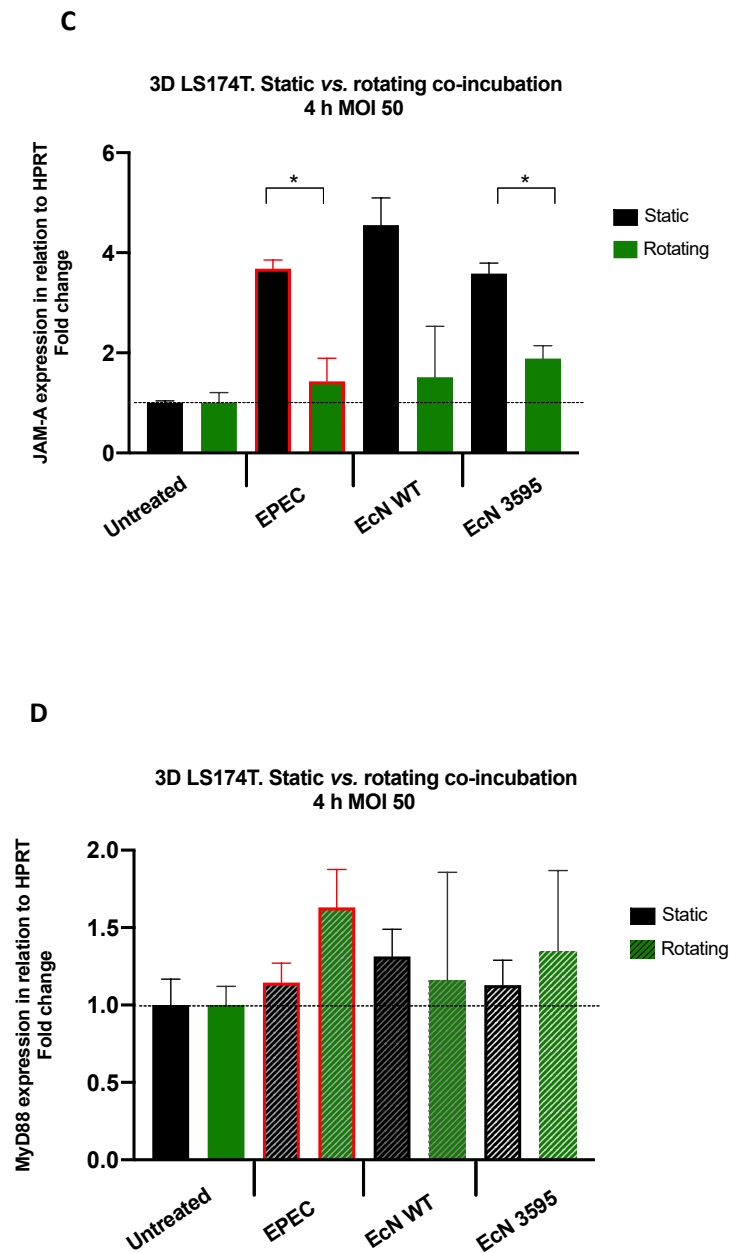 C
3D LS174T. Static vs. rotating co-incubation
4 h MOI 50
JAM-A expression in relation to HPRT
Fold change
6
4
2
0
*
*
Static
Rotating
Untreated
EPEC
EcN WT
EcN 3595
D
3D LS174T. Static vs. rotating co-incubation
4 h MOI 50
MyD88 expression in relation to HPRT
Fold change
2.0
1.5
1.0
0.5
0.0
Static
Rotating
Untreated
EPEC
EcN WT
EcN 3595